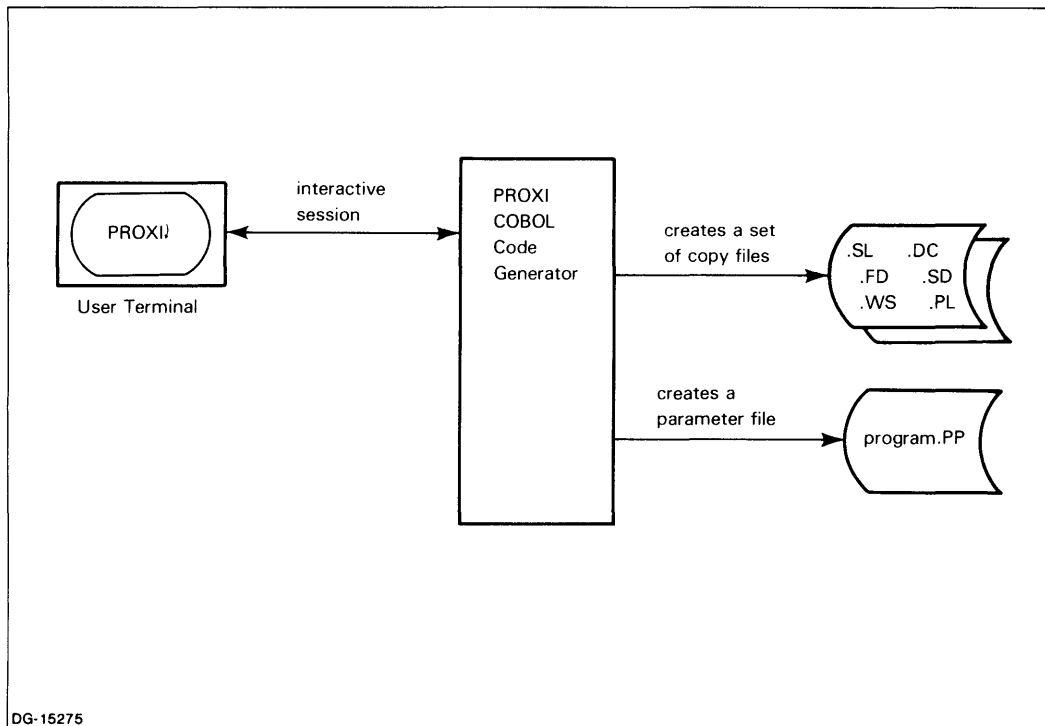 PROXI
User Terminal
interactive
session
PROXI
COBOL
Code
Generator
creates a set
of copy files
.SL .DC
.FD .SD
.WS .PL
creates a
parameter file
program.PP
DG-15275